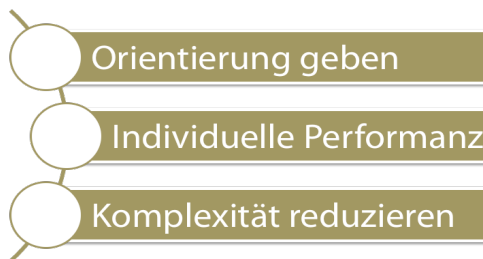 Orientierung geben
Individuelle Performanz
Komplexität reduzieren